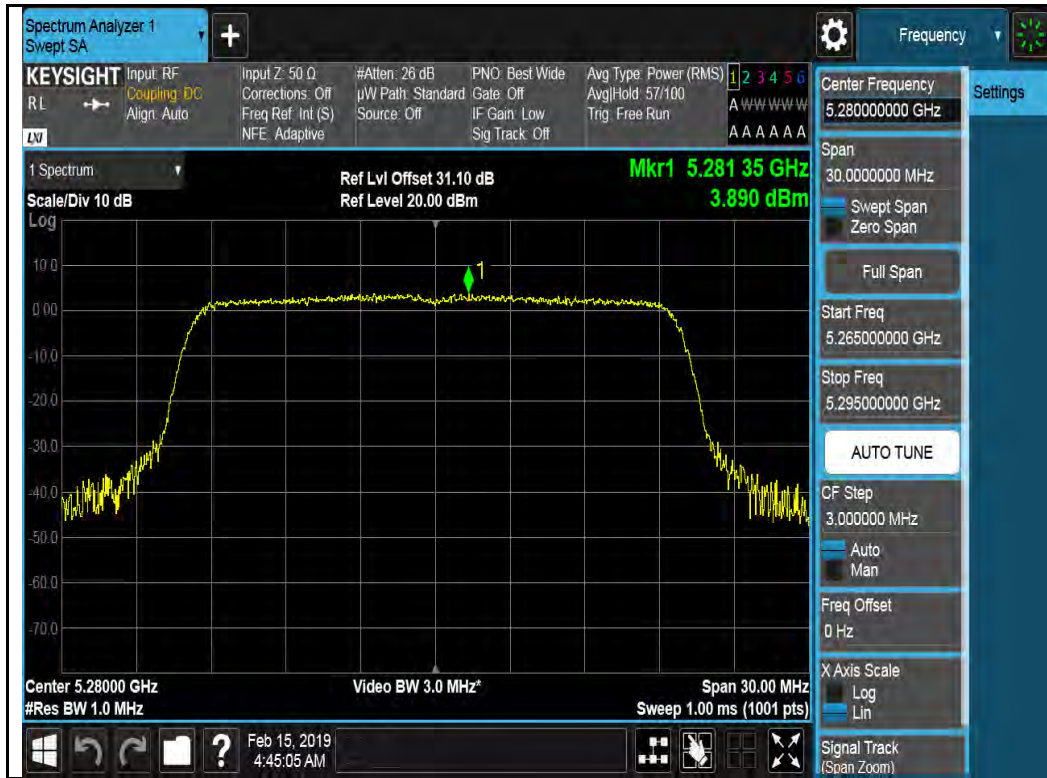 Spectrum Analyzer 1
Swept SA
+
Frequency
KEYSIGHT
RL
LXI
Input: RF
Coupling: DC
Align: Auto
Input Z: 50 Ω
Corrections: Off
Freq Ref: Int (S)
NFE: Adaptive
#Atten: 26 dB
µW Path: Standard
Source: Off
PNO: Best Wide
Gate: Off
IF Gain: Low
Sig Track: Off
Avg Type: Power (RMS)
Avg|Hold: 57/100
Trig: Free Run
1 2 3 4 5 6
A W W W W W
A A A A A A
1 Spectrum
Scale/Div 10 dB
Ref Lvl Offset 31.10 dB
Ref Level 20.00 dBm
Mkr1 5.281 35 GHz
3.890 dBm
Log
10.0
0.00
-10.0
-20.0
-30.0
-40.0
-50.0
-60.0
-70.0
1
Center 5.28000 GHz
#Res BW 1.0 MHz
Video BW 3.0 MHz*
Span 30.00 MHz
Sweep 1.00 ms (1001 pts)
?
Feb 15, 2019
4:45:05 AM
Center Frequency
5.280000000 GHz
Settings
Span
30.0000000 MHz
Swept Span
Zero Span
Full Span
Start Freq
5.265000000 GHz
Stop Freq
5.295000000 GHz
AUTO TUNE
CF Step
3.000000 MHz
Auto
Man
Freq Offset
0 Hz
X Axis Scale
Log
Lin
Signal Track
(Span Zoom)